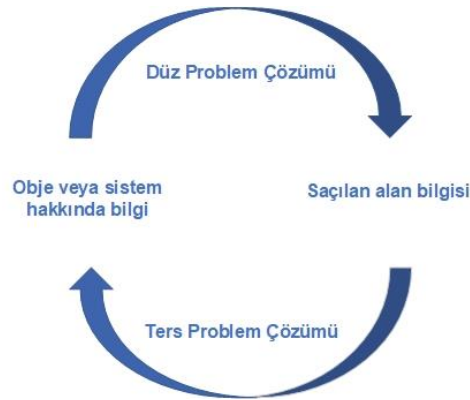 Düz Problem Çözümü
Obje veya sistem
hakkında bilgi
Saçılan alan bilgisi
Ters Problem Çözümü